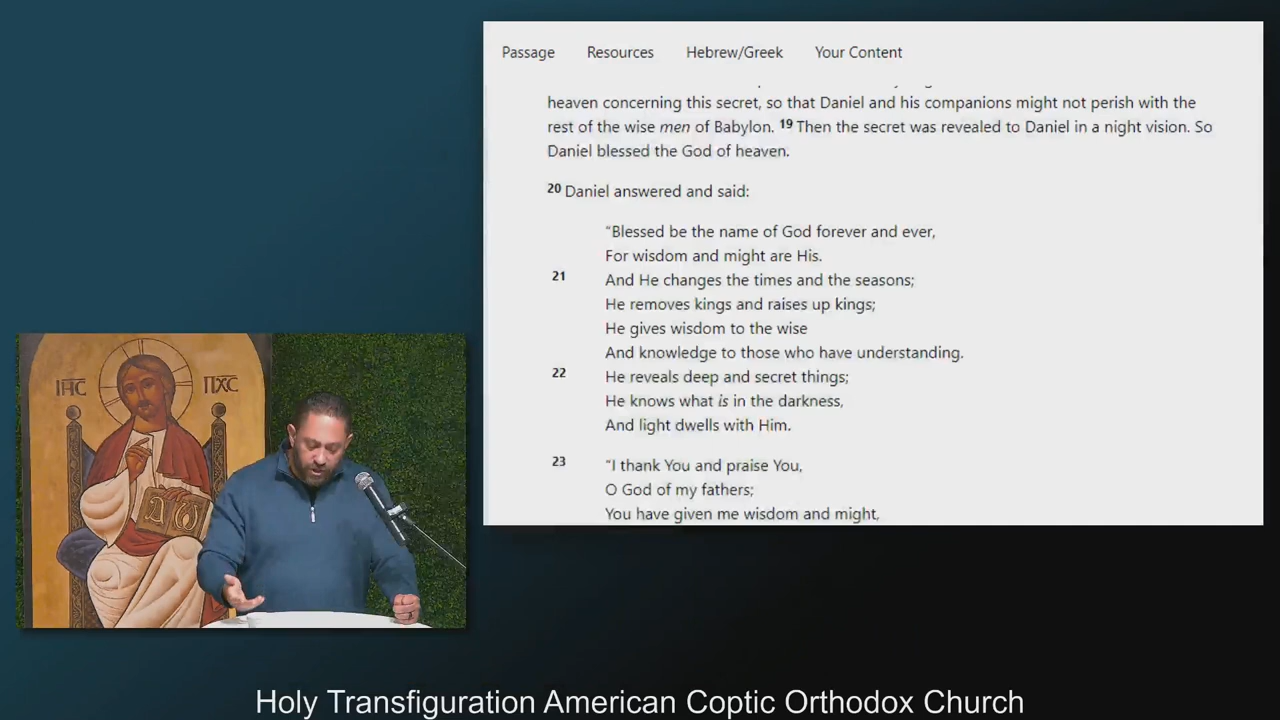 Passage Resources Hebrew/Greek Your Content
heaven concerning this secret, so that Daniel and his companions might not perish with the
rest of the wise men of Babylon. 19 Then the secret was revealed to Daniel in a night vision. So
Daniel blessed the God of heaven.
20 Daniel answered and said:
“Blessed be the name of God forever and ever,
For wisdom and might are His.
21 And He changes the times and the seasons;
He removes kings and raises up kings;
He gives wisdom to the wise
And knowledge to those who have understanding.
22 He reveals deep and secret things;
He knows what is in the darkness,
And light dwells with Him.
23 “I thank You and praise You,
O God of my fathers;
You have given me wisdom and might,
ⲓⲏⲥ ⲡⲭⲥ
Ⲁ Ⲱ
Holy Transfiguration American Coptic Orthodox Church